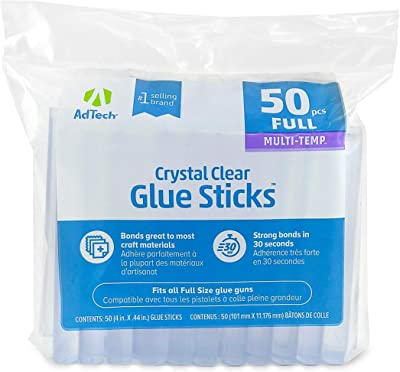 AdTech®
#1 selling
brand
50 pcs
FULL
MULTI-TEMP.
Crystal Clear
Glue Sticks™
Bonds great to most
craft materials
Adhère parfaitement à
la plupart des matériaux
d'artisanat
30
Strong bonds in
30 seconds
Adhérence très forte
en 30 secondes
Fits all Full Size glue guns
Compatible avec tous les pistolets à colle pleine grandeur
CONTENTS: 50 (4 in. X .44 in.) GLUE STICKS CONTENUS : 50 (101 mm X 11,176 mm) BÂTONS DE COLLE